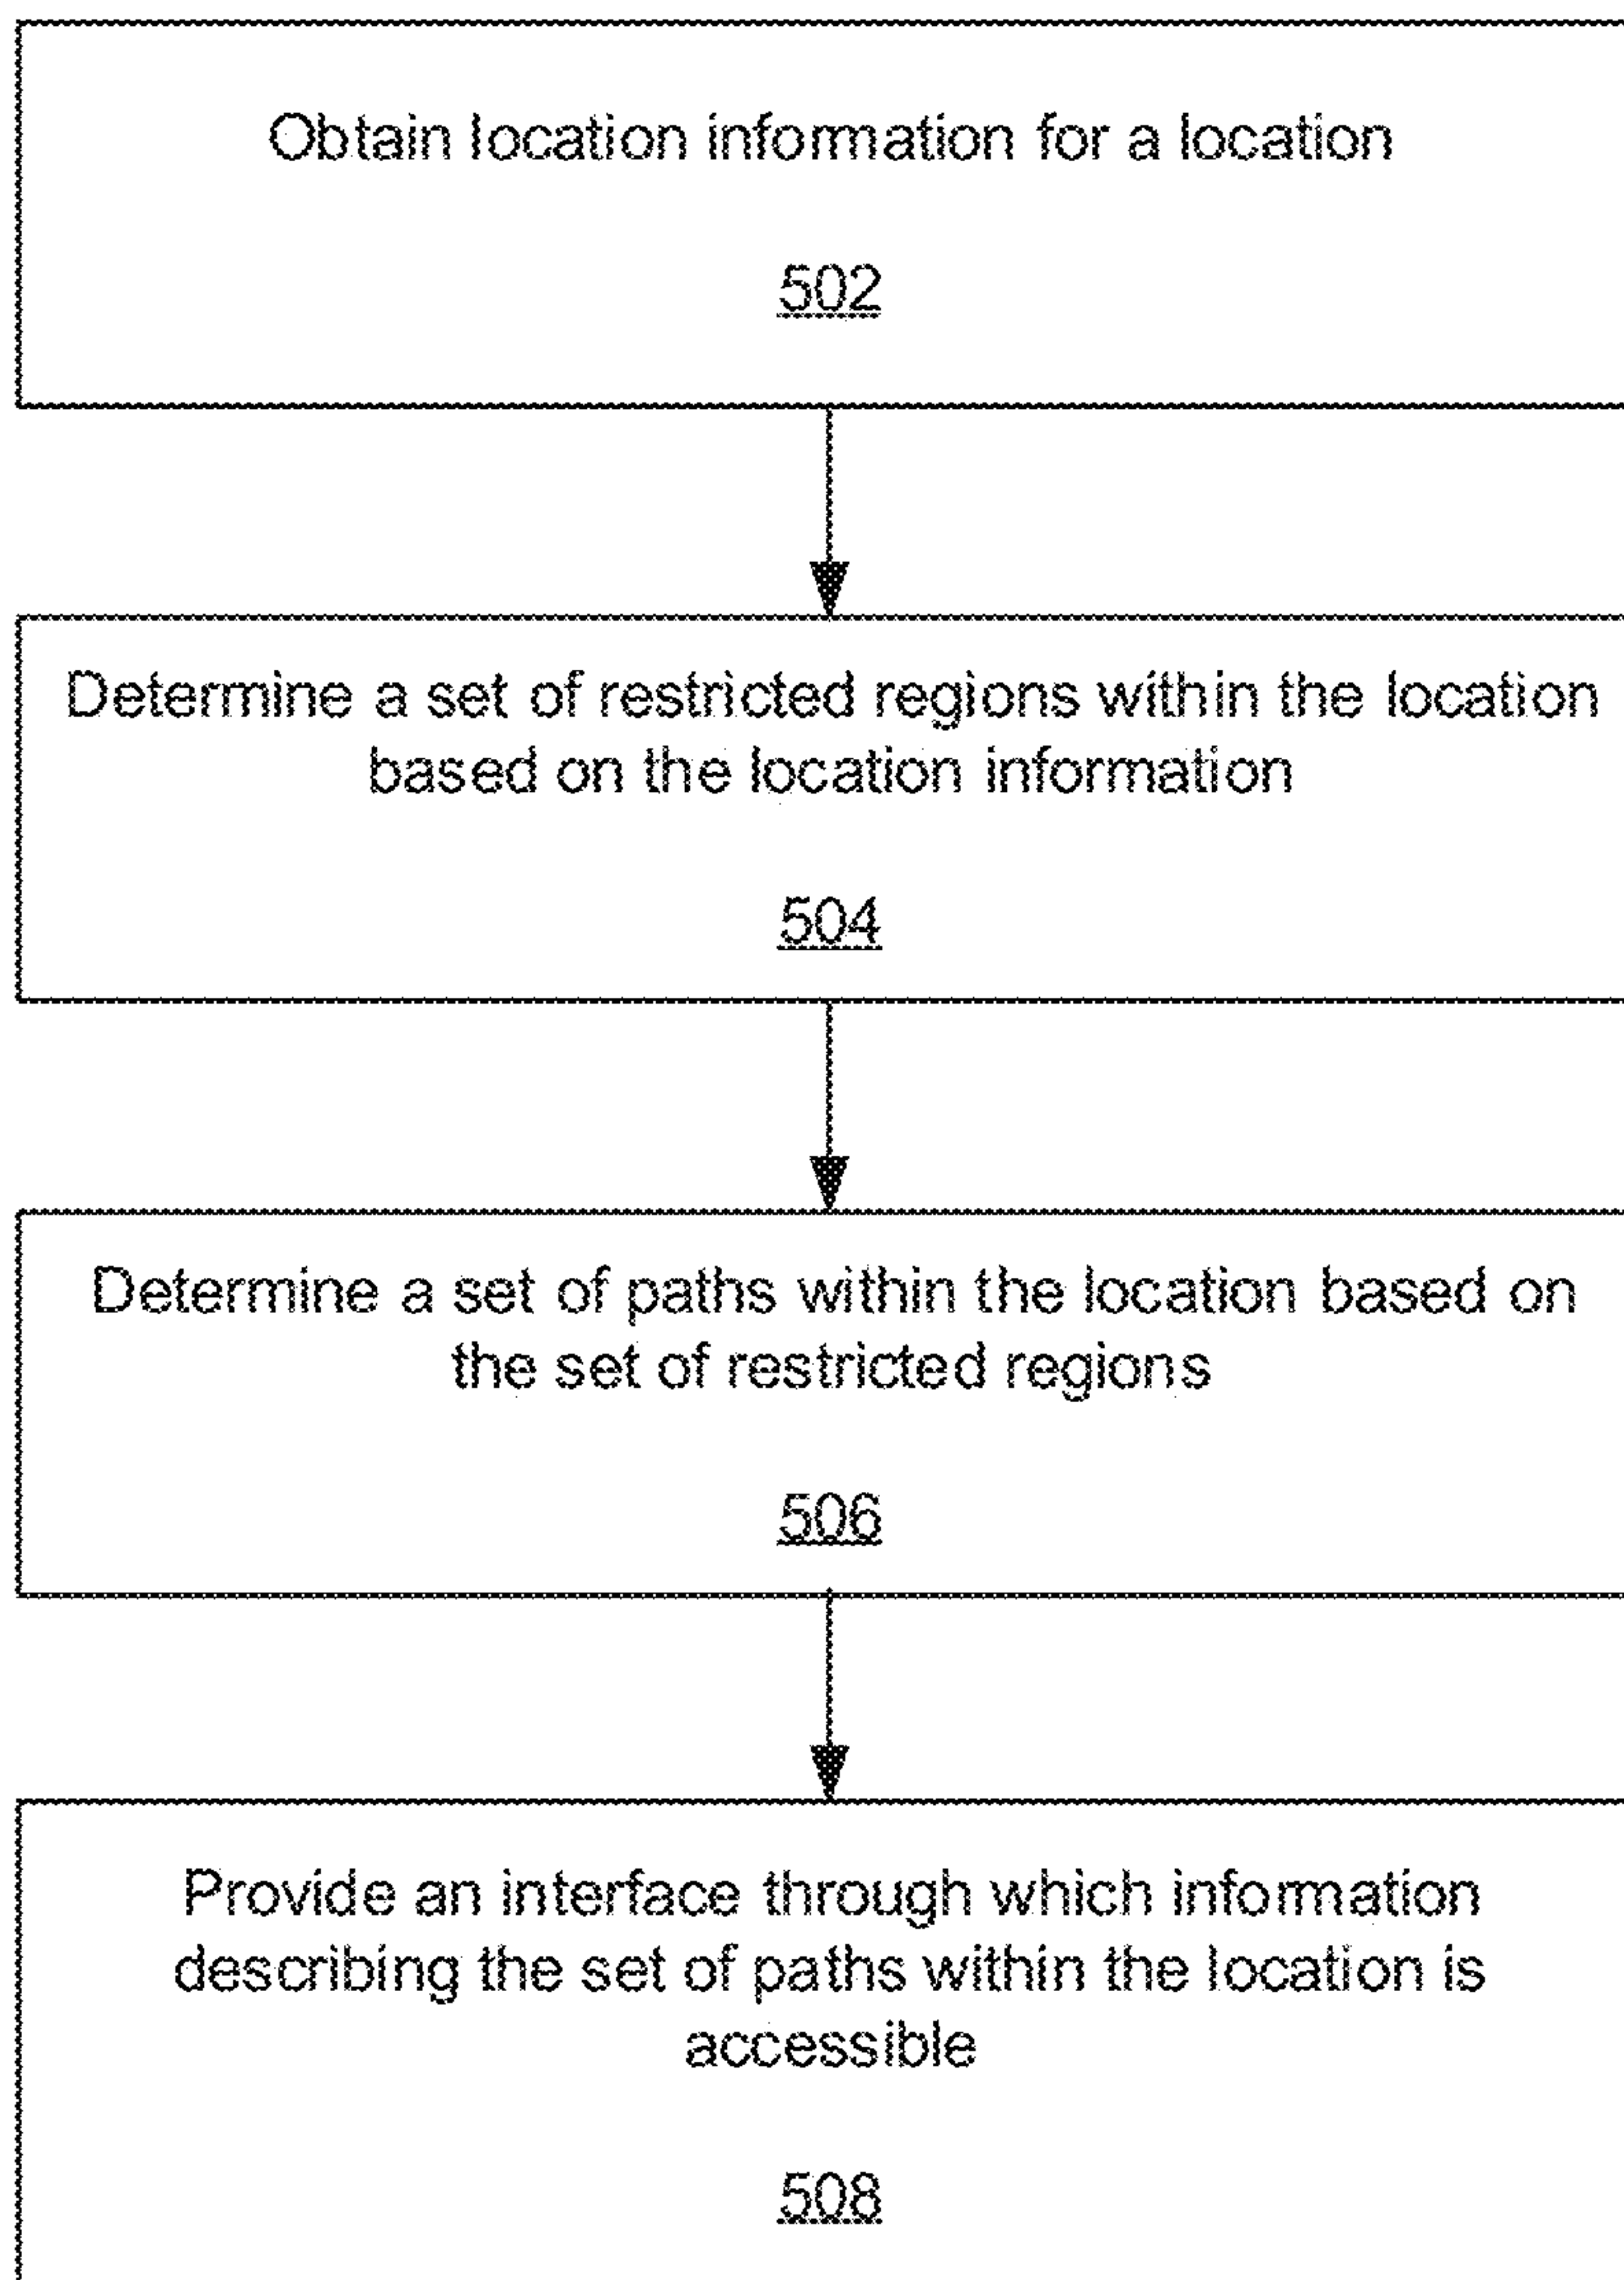 Obtain location information for a location
502
Determine a set of restricted regions within the location
based on the location information
504
Determine a set of paths within the location based on
the set of restricted regions
506
Provide an interface through which information
describing the set of paths within the location is
accessible
508